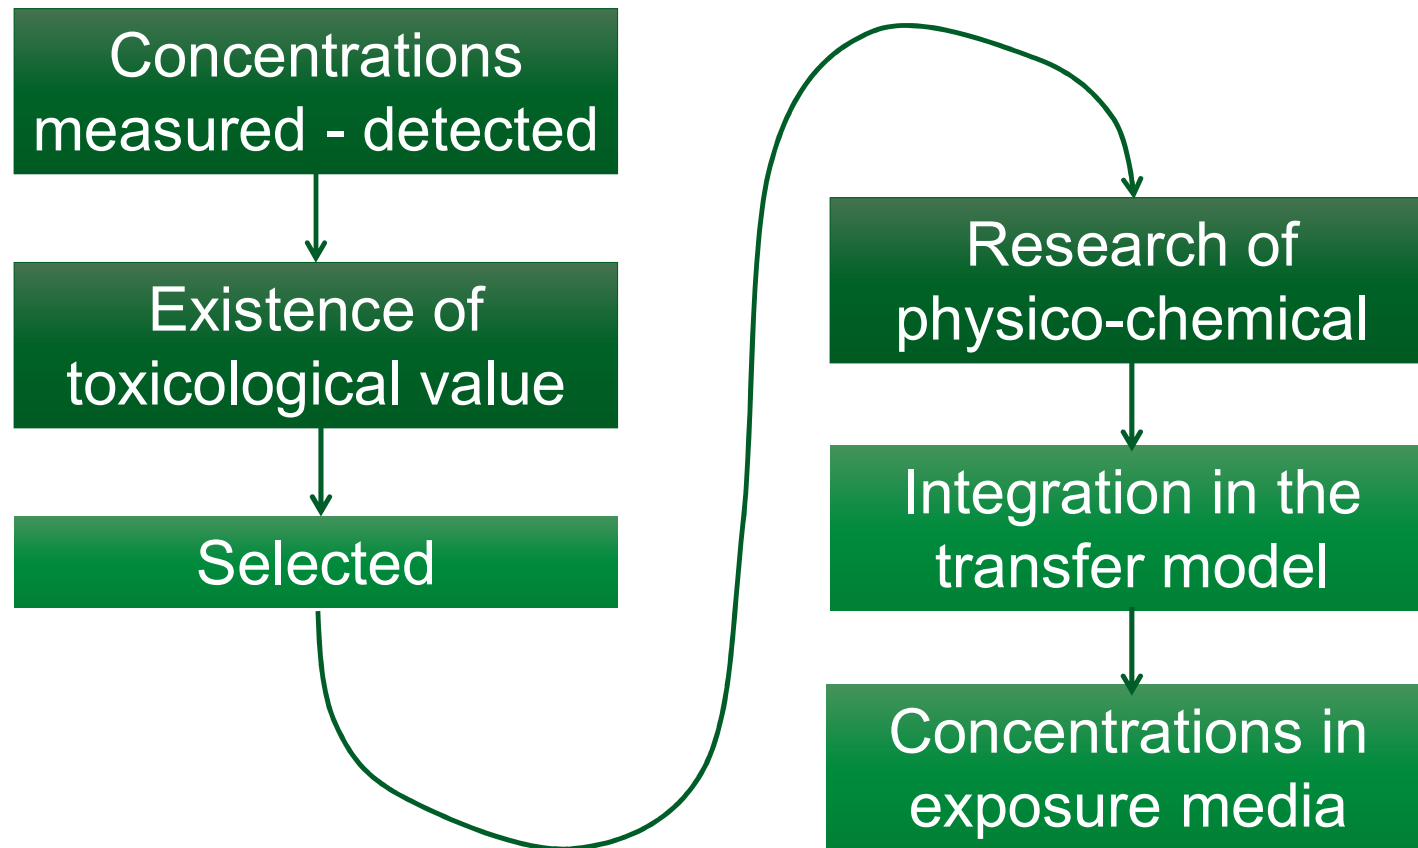 Concentrations
measured - detected
Existence of
toxicological value
Selected
Research of
physico-chemical
Integration in the
transfer model
Concentrations in
exposure media